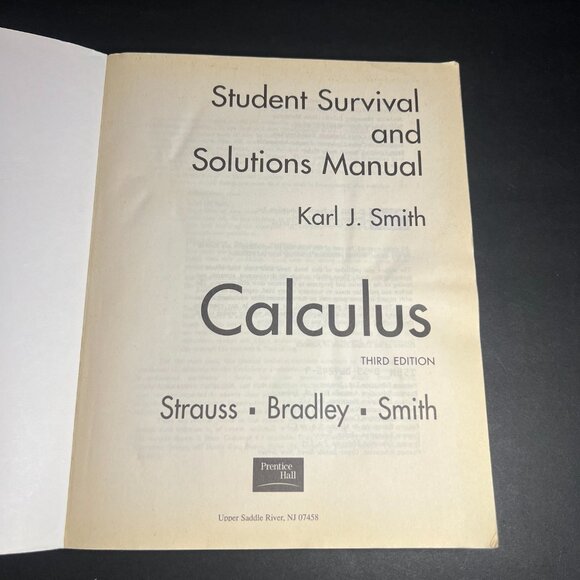 Student Survival
and
Solutions Manual
Karl J. Smith
Calculus
THIRD EDITION
Strauss ▪ Bradley ▪ Smith
Prentice
Hall
Upper Saddle River, NJ 07458